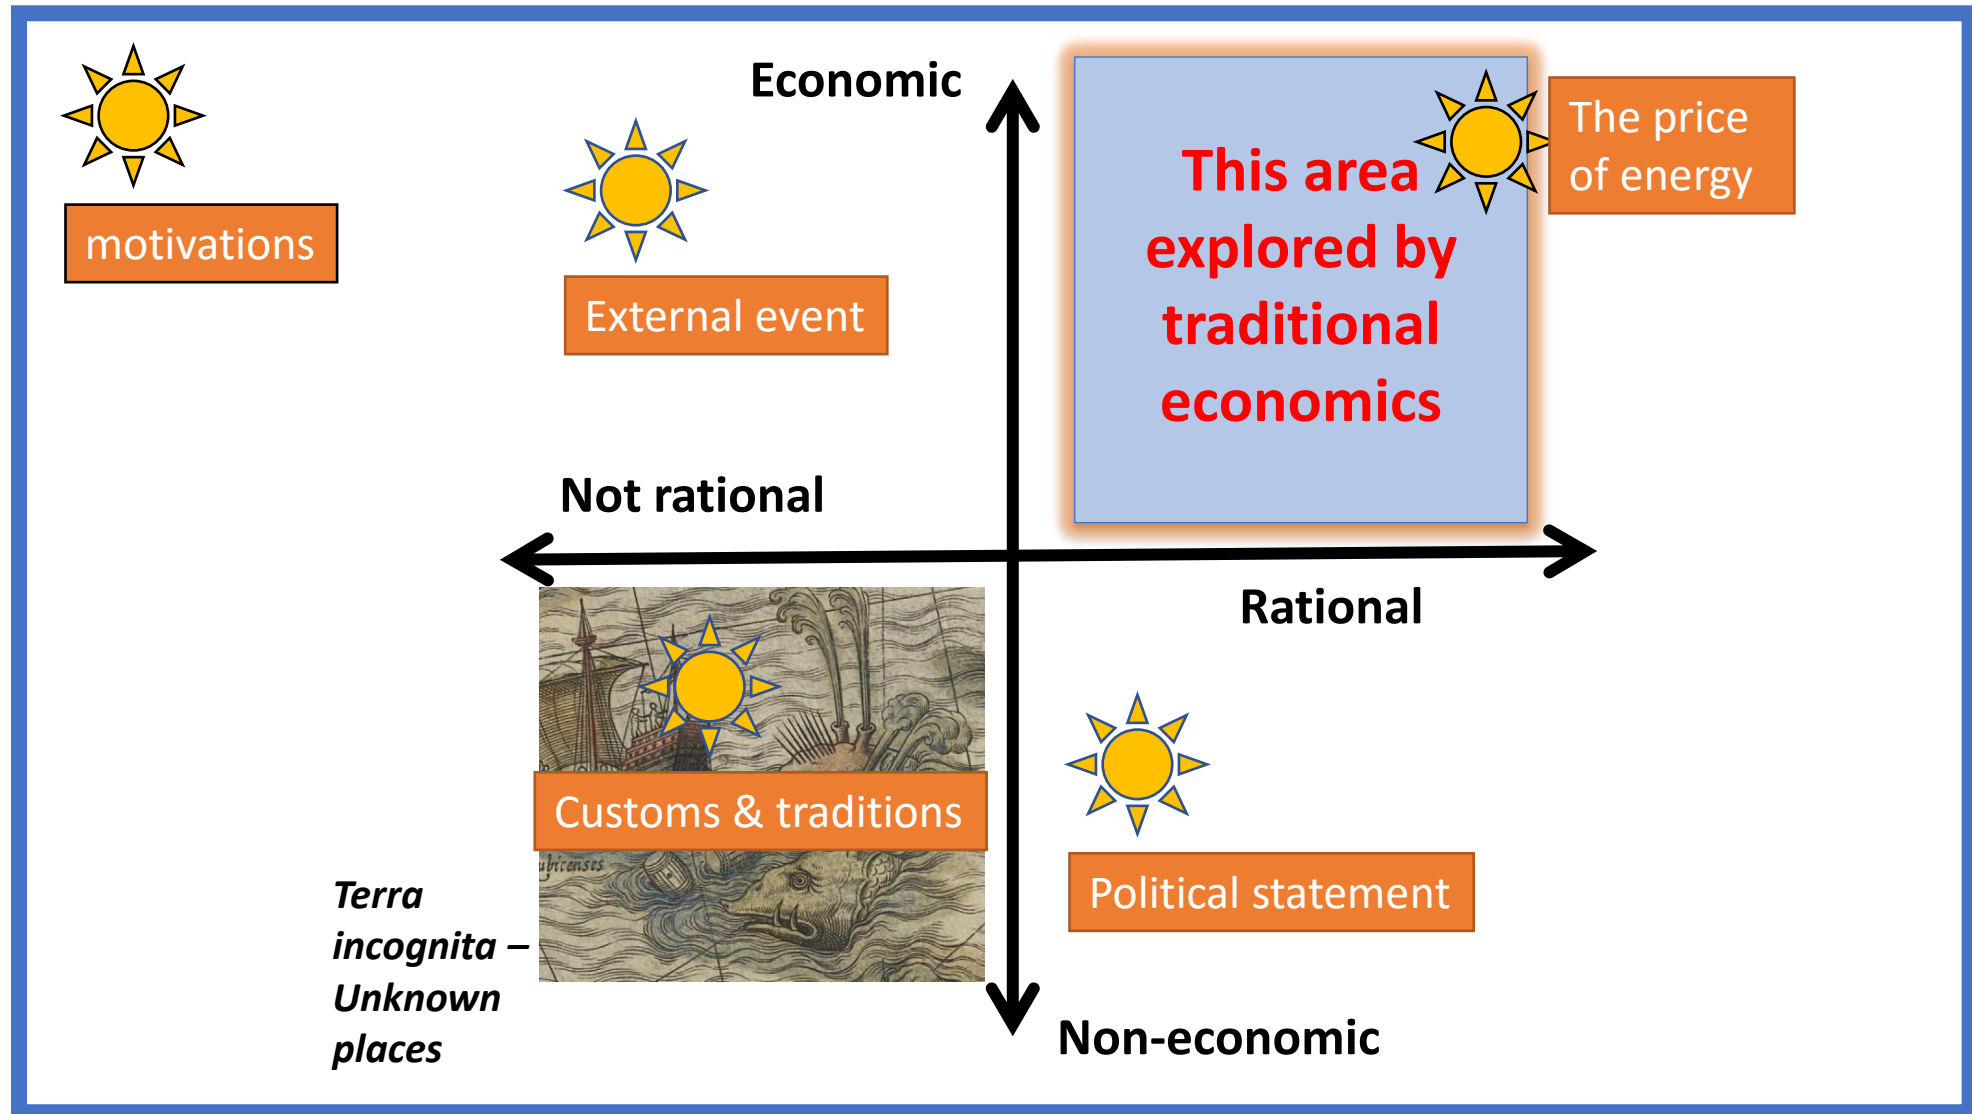 motivations
Economic
External event
This area
explored by
traditional
economics
The price
of energy
Not rational
Rational
Customs & traditions
Political statement
Terra
incognita –
Unknown
places
Non-economic